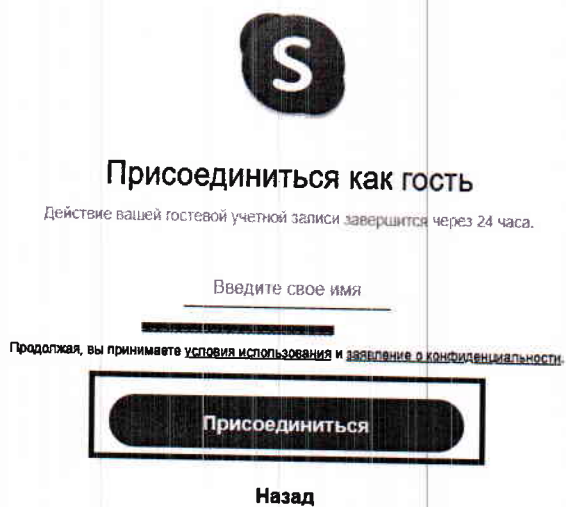 S
Присоединиться как гость
Действие вашей гостевой учетной записи завершится через 24 часа.
Введите свое имя
Продолжая, вы принимаете условия использования и заявление о конфиденциальности.
Присоединиться
Назад